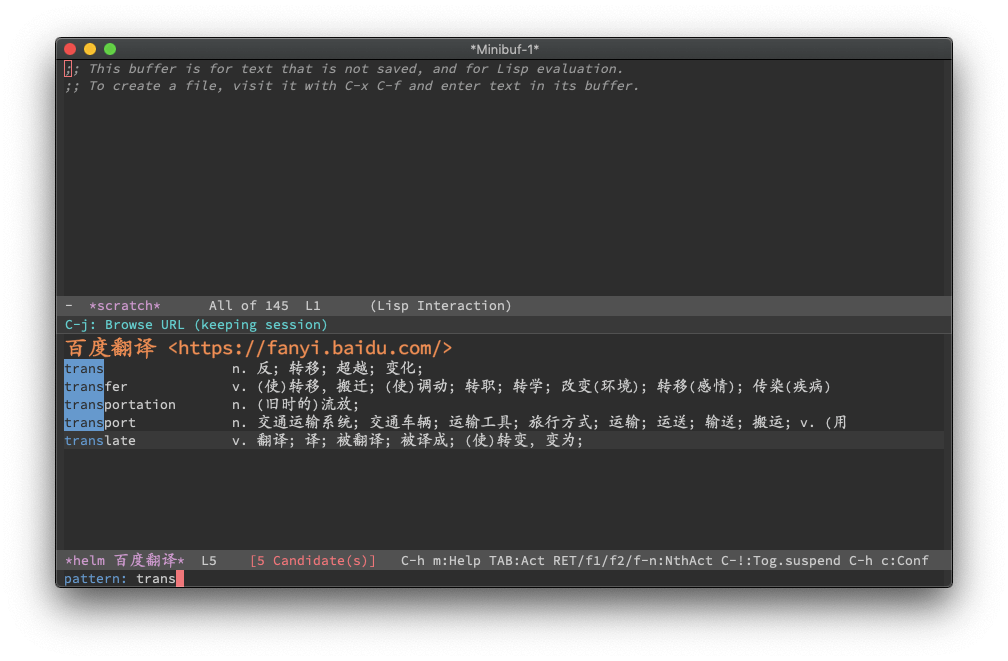 *Minibuf-1*
;; This buffer is for text that is not saved, and for Lisp evaluation.
;; To create a file, visit it with C-x C-f and enter text in its buffer.
- *scratch* All of 145 L1 (Lisp Interaction)
C-j: Browse URL (keeping session)
百度翻译 <https://fanyi.baidu.com/>
trans n. 反; 转移; 超越; 变化;
transfer v. (使)转移, 搬迁; (使)调动; 转职; 转学; 改变(环境); 转移(感情); 传染(疾病)
transportation n. (旧时的)流放;
transport n. 交通运输系统; 交通车辆; 运输工具; 旅行方式; 运输; 运送; 输送; 搬运; v. (用
translate v. 翻译; 译; 被翻译; 被译成; (使)转变, 变为;
*helm 百度翻译* L5 [5 Candidate(s)] C-h m:Help TAB:Act RET/f1/f2/f-n:NthAct C-!:Tog.suspend C-h c:Conf
pattern: trans